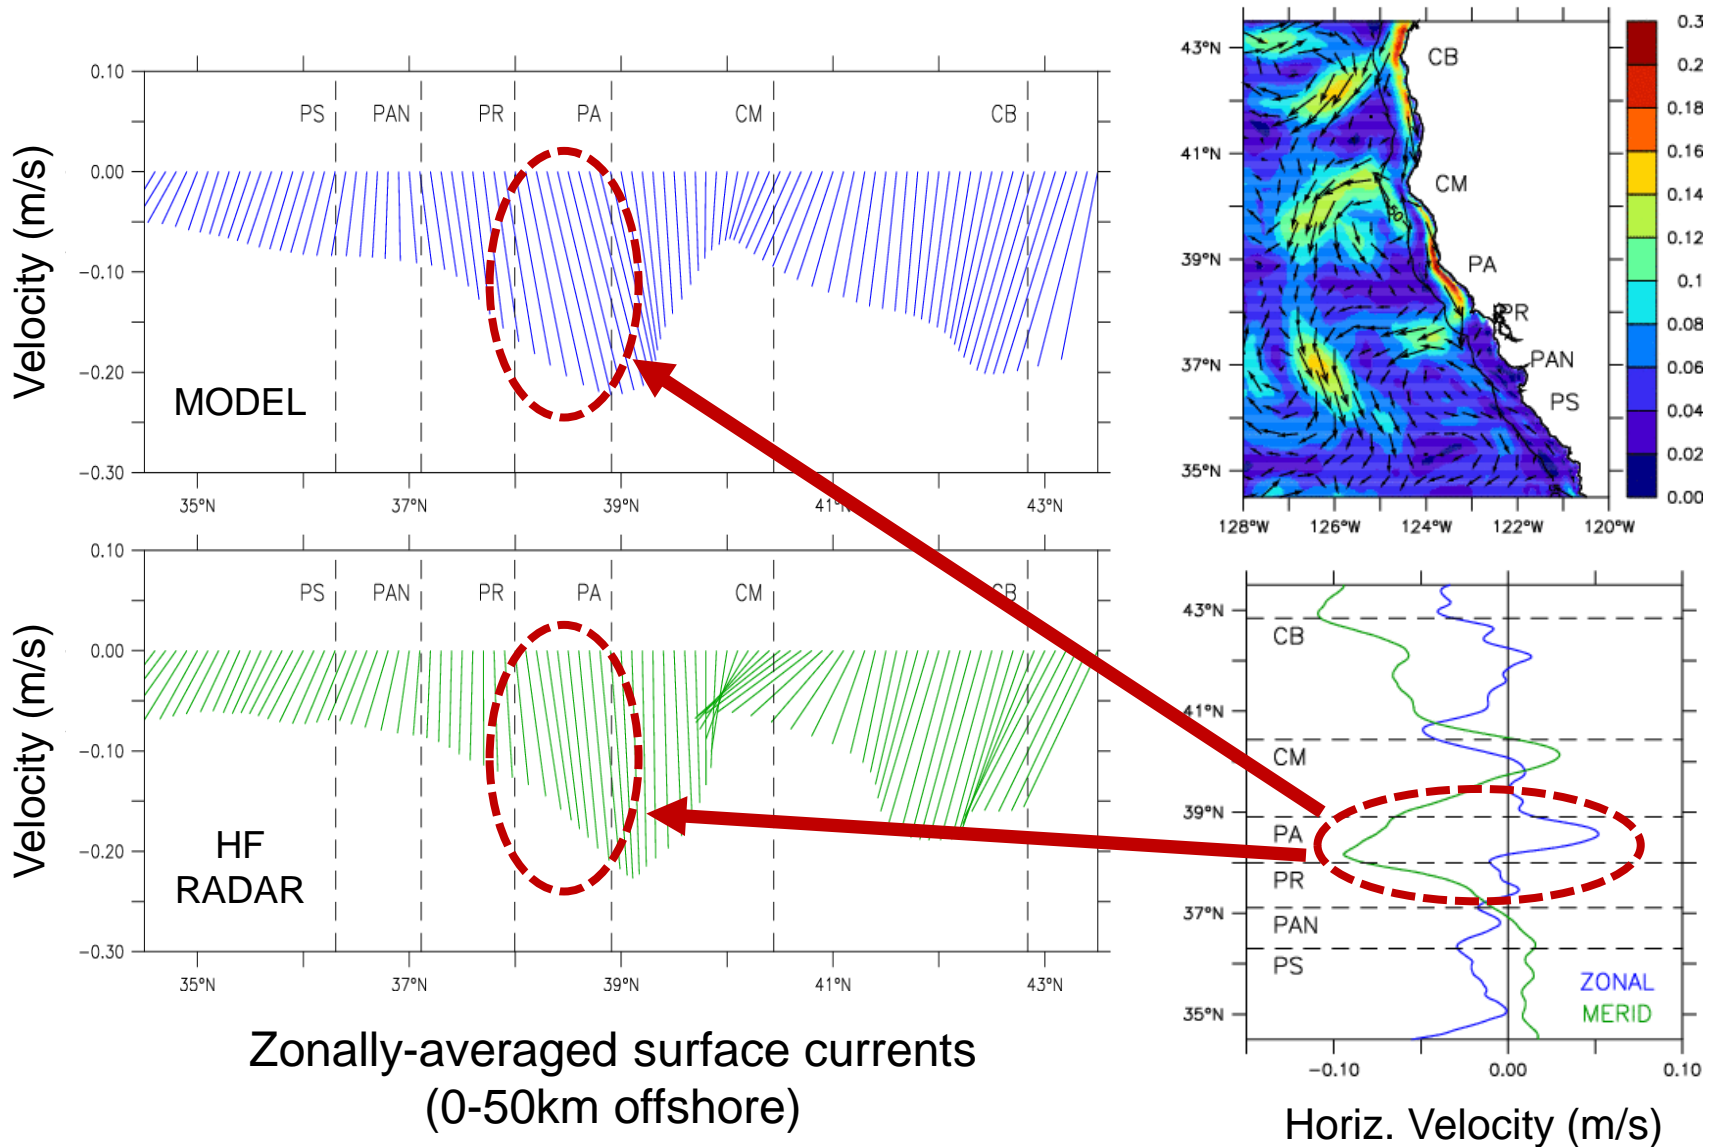 Velocity (m/s)
0.10
0.00
−0.10
−0.20
−0.30
PS
PAN
PR
PA
CM
CB
MODEL
35°N
37°N
39°N
41°N
43°N
Velocity (m/s)
0.10
0.00
−0.10
−0.20
−0.30
PS
PAN
PR
PA
CM
CB
HF
RADAR
35°N
37°N
39°N
41°N
43°N
Zonally-averaged surface currents
(0-50km offshore)
43°N
41°N
39°N
37°N
35°N
CB
CM
PA
PR
PAN
PS
128°W
126°W
124°W
122°W
120°W
0.3
0.2
0.18
0.16
0.14
0.12
0.1
0.08
0.06
0.04
0.02
0.00
43°N
41°N
39°N
37°N
35°N
CB
CM
PA
PR
PAN
PS
ZONAL
MERID
−0.10
0.00
0.10
Horiz. Velocity (m/s)